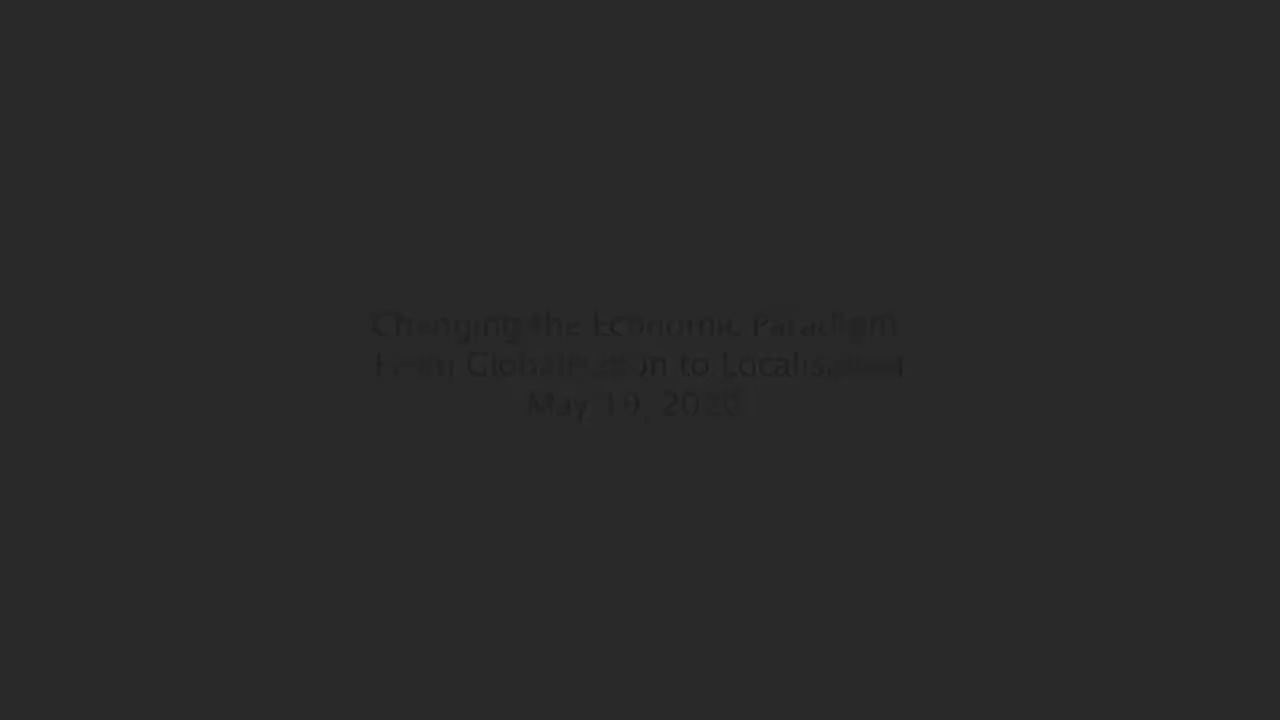 Changing the Economic Paradigm
From Globalisation to Localisation
May 19, 2020